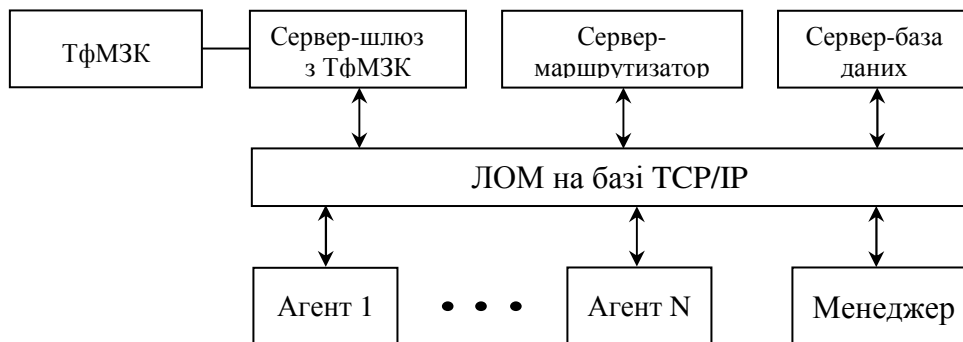 ТфМЗК
Сервер-шлюз
з ТфМЗК
Сервер-
маршрутизатор
Сервер-база
даних
ЛОМ на базі TCP/IP
Агент 1
Агент N
Менеджер